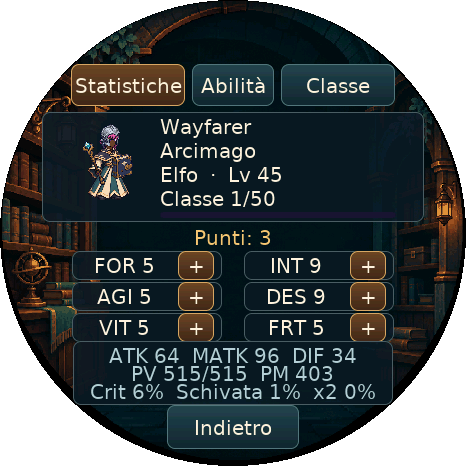 Statistiche Abilità Classe
Wayfarer
Arcimago
Elfo · Lv 45
Classe 1/50
Punti: 3
FOR 5 + INT 9 +
AGI 5 + DES 9 +
VIT 5 + FRT 5 +
ATK 64 MATK 96 DIF 34
PV 515/515 PM 403
Crit 6% Schivata 1% x2 0%
Indietro